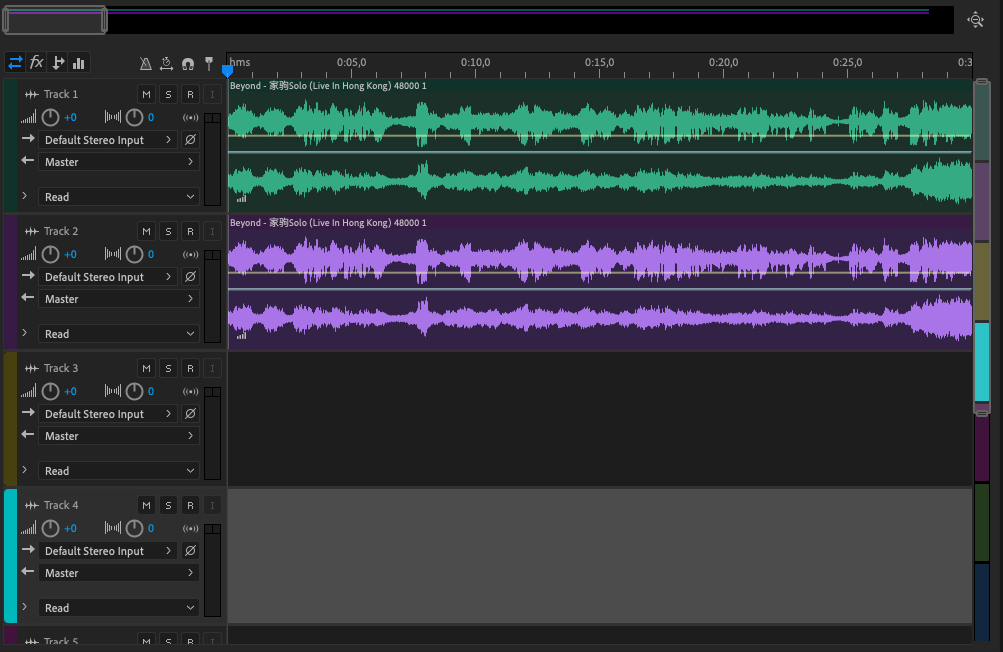 fx
hms 0:05,0 0:10,0 0:15,0 0:20,0 0:25,0 0:3
Track 1 M S R I
Beyond - 家驹Solo (Live In Hong Kong) 48000 1
+0 0
Default Stereo Input
Master
Read
Track 2 M S R I
Beyond - 家驹Solo (Live In Hong Kong) 48000 1
+0 0
Default Stereo Input
Master
Read
Track 3 M S R I
+0 0
Default Stereo Input
Master
Read
Track 4 M S R I
+0 0
Default Stereo Input
Master
Read
Track 5 M S R I